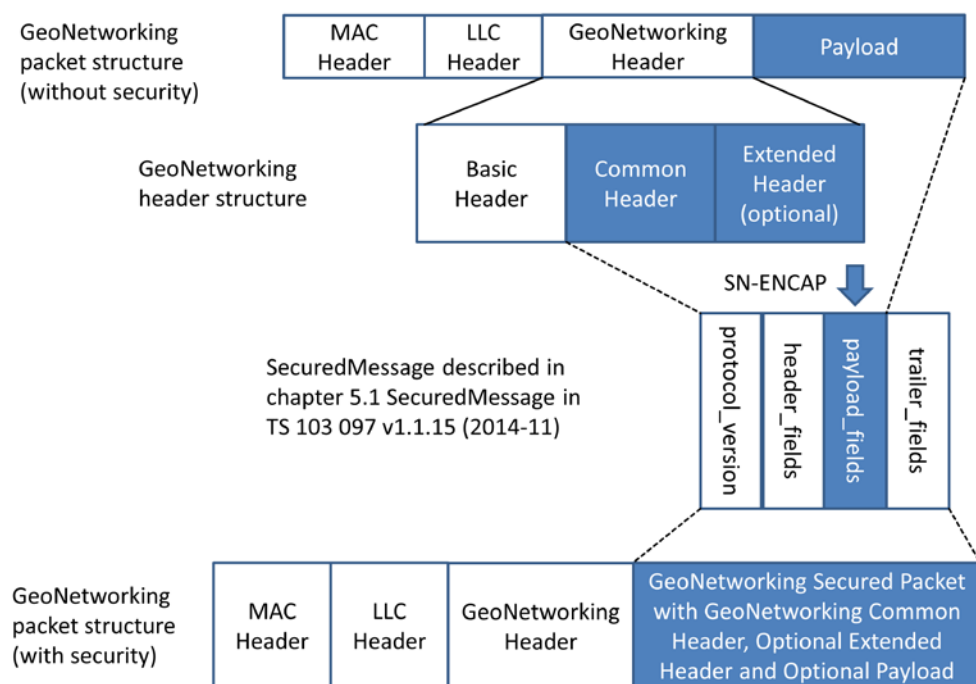 GeoNetworking
packet structure
(without security)
MAC
Header
LLC
Header
GeoNetworking
Header
Payload
GeoNetworking
header structure
Basic
Header
Common
Header
Extended
Header
(optional)
SN-ENCAP
SecuredMessage described in
chapter 5.1 SecuredMessage in
TS 103 097 v1.1.15 (2014-11)
protocol_version
header_fields
payload_fields
trailer_fields
GeoNetworking
packet structure
(with security)
MAC
Header
LLC
Header
GeoNetworking
Header
GeoNetworking Secured Packet
with GeoNetworking Common
Header, Optional Extended
Header and Optional Payload